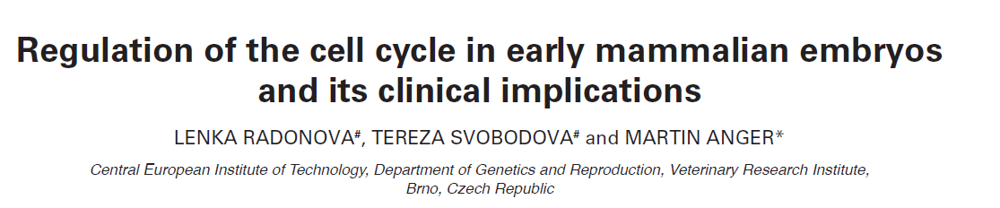 Regulation of the cell cycle in early mammalian embryos
and its clinical implications
LENKA RADONOVA#, TEREZA SVOBODOVA# and MARTIN ANGER*
Central European Institute of Technology, Department of Genetics and Reproduction, Veterinary Research Institute,
Brno, Czech Republic